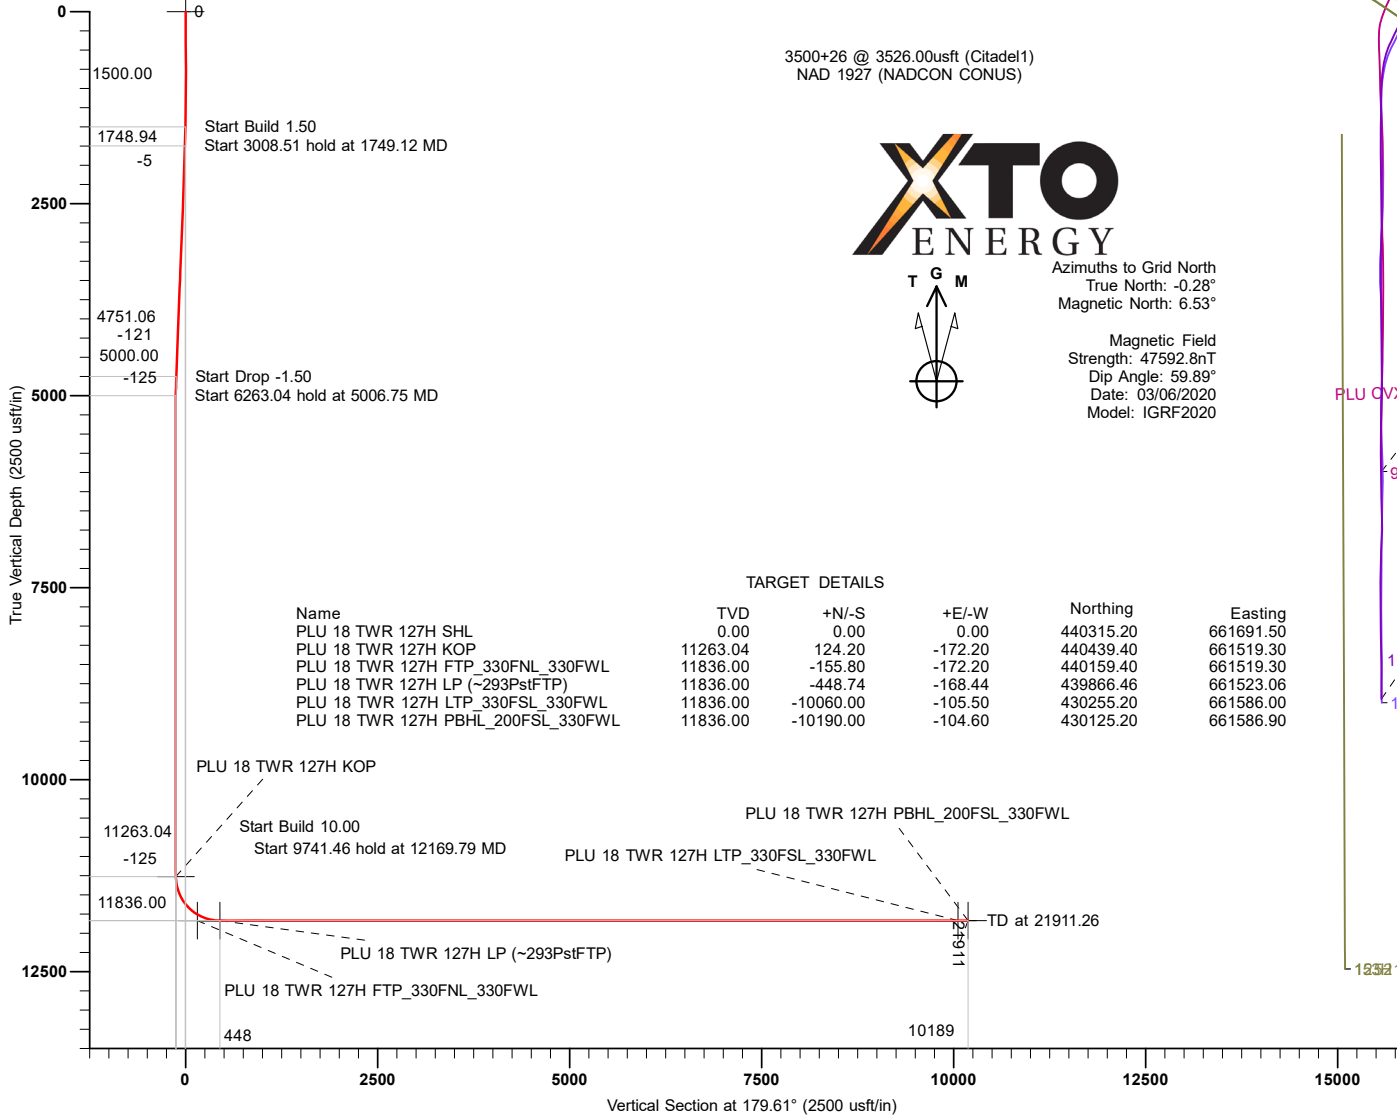 0
0
3500+26 @ 3526.00usft (Citadel1)
NAD 1927 (NADCON CONUS)
1500.00
Start Build 1.50
1748.94
Start 3008.51 hold at 1749.12 MD
-5
XTO
ENERGY
2500
Azimuths to Grid North
True North: -0.28°
Magnetic North: 6.53°
T G M
Magnetic Field
Strength: 47592.8nT
Dip Angle: 59.89°
Date: 03/06/2020
Model: IGRF2020
4751.06
-121
5000.00
-125
Start Drop -1.50
Start 6263.04 hold at 5006.75 MD
5000
PLU CVX
9
True Vertical Depth (2500 usft/in)
7500
TARGET DETAILS
Name TVD +N/-S +E/-W Northing Easting
PLU 18 TWR 127H SHL 0.00 0.00 0.00 440315.20 661691.50
PLU 18 TWR 127H KOP 11263.04 124.20 -172.20 440439.40 661519.30
PLU 18 TWR 127H FTP_330FNL_330FWL 11836.00 -155.80 -172.20 440159.40 661519.30
PLU 18 TWR 127H LP (~293PstFTP) 11836.00 -448.74 -168.44 439866.46 661523.06
PLU 18 TWR 127H LTP_330FSL_330FWL 11836.00 -10060.00 -105.50 430255.20 661586.00
PLU 18 TWR 127H PBHL_200FSL_330FWL 11836.00 -10190.00 -104.60 430125.20 661586.90
1
1
10000
PLU 18 TWR 127H KOP
PLU 18 TWR 127H PBHL_200FSL_330FWL
11263.04
Start Build 10.00
Start 9741.46 hold at 12169.79 MD
-125
PLU 18 TWR 127H LTP_330FSL_330FWL
11836.00
TD at 21911.26
21911
PLU 18 TWR 127H LP (~293PstFTP)
12500
PLU 18 TWR 127H FTP_330FNL_330FWL
448
10189
0 2500 5000 7500 10000 12500 15000
Vertical Section at 179.61° (2500 usft/in)